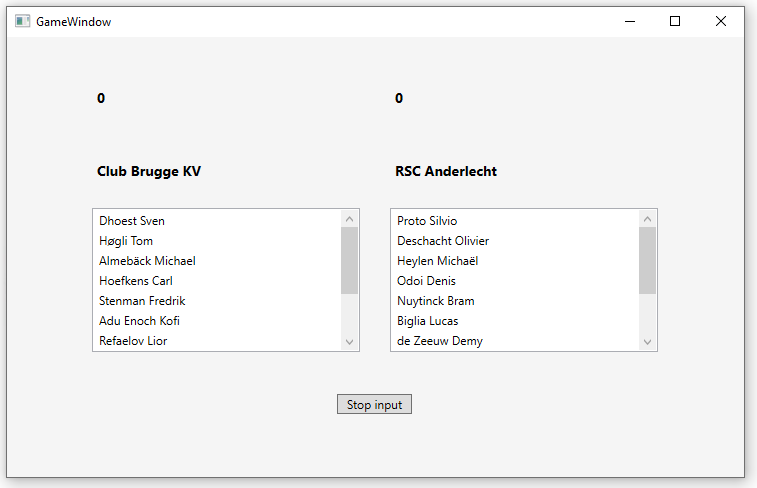 GameWindow
0
0
Club Brugge KV
RSC Anderlecht
Dhoest Sven
Høgli Tom
Almebäck Michael
Hoefkens Carl
Stenman Fredrik
Adu Enoch Kofi
Refaelov Lior
Proto Silvio
Deschacht Olivier
Heylen Michaël
Odoi Denis
Nuytinck Bram
Biglia Lucas
de Zeeuw Demy
Stop input